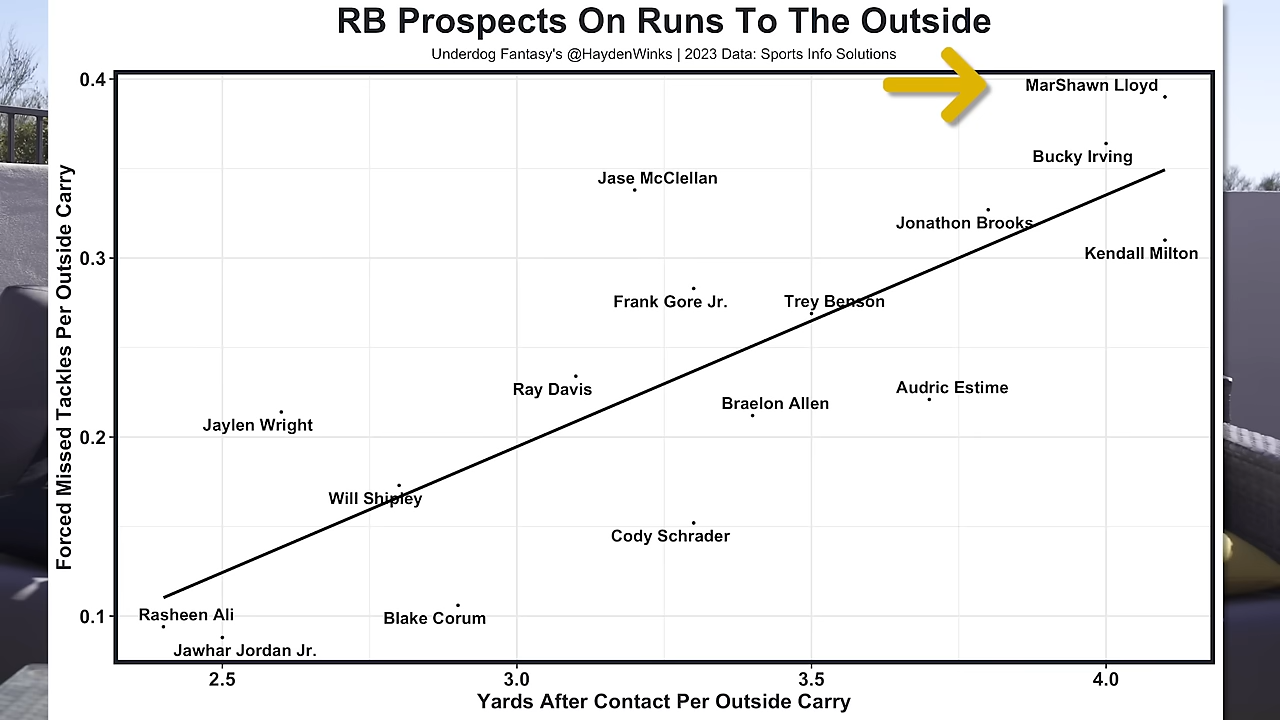 RB Prospects On Runs To The Outside
Underdog Fantasy's @HaydenWinks | 2023 Data: Sports Info Solutions
0.4
MarShawn Lloyd
Bucky Irving
Jase McClellan
Jonathon Brooks
Kendall Milton
0.3
Frank Gore Jr.
Trey Benson
Ray Davis
Audric Estime
Braelon Allen
Jaylen Wright
0.2
Will Shipley
Cody Schrader
Rasheen Ali
Blake Corum
0.1
Jawhar Jordan Jr.
Forced Missed Tackles Per Outside Carry
2.5
3.0
3.5
4.0
Yards After Contact Per Outside Carry